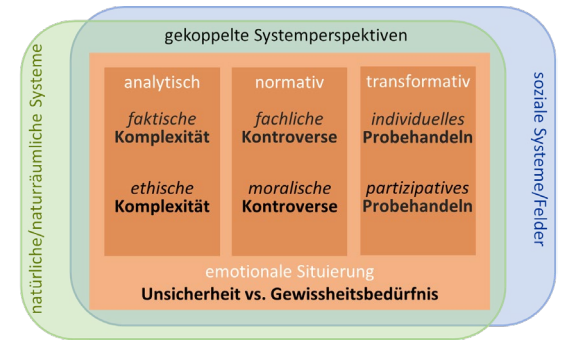 gekoppelte Systemperspektiven
natürliche/naturräumliche Systeme
soziale Systeme/Felder
analytisch
faktische
Komplexität
ethische
Komplexität
normativ
fachliche
Kontroverse
moralische
Kontroverse
transformativ
individuelles
Probehandeln
partizipatives
Probehandeln
emotionale Situierung
Unsicherheit vs. Gewissheitsbedürfnis